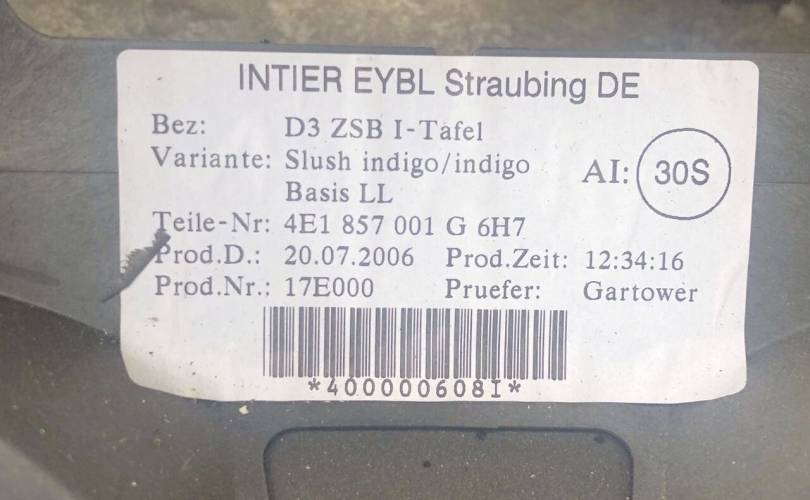 INTIER EYBL Straubing DE
Bez: D3 ZSB I-Tafel
Variante: Slush indigo/indigo
Basis LL
AI: 30S
Teile-Nr: 4E1 857 001 G 6H7
Prod.D.: 20.07.2006 Prod.Zeit: 12:34:16
Prod.Nr.: 17E000 Pruefer: Gartower
*400000608I*